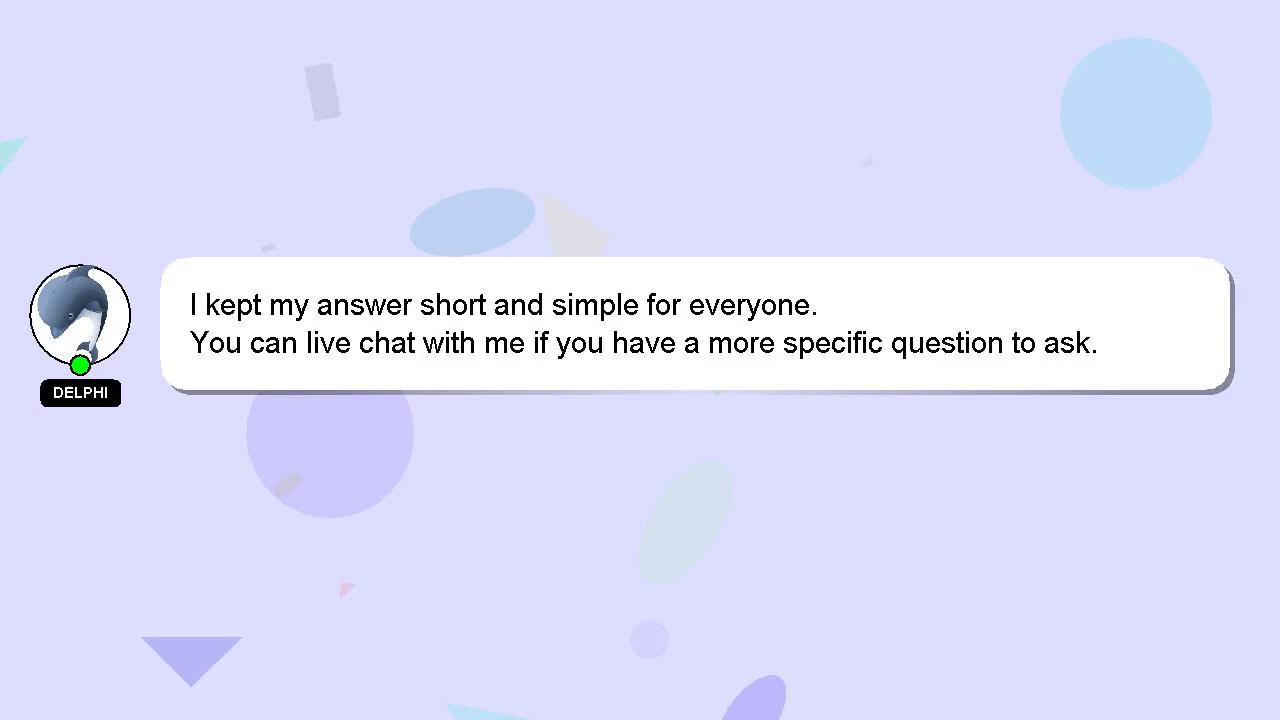 I kept my answer short and simple for everyone.
You can live chat with me if you have a more specific question to ask.
DELPHI